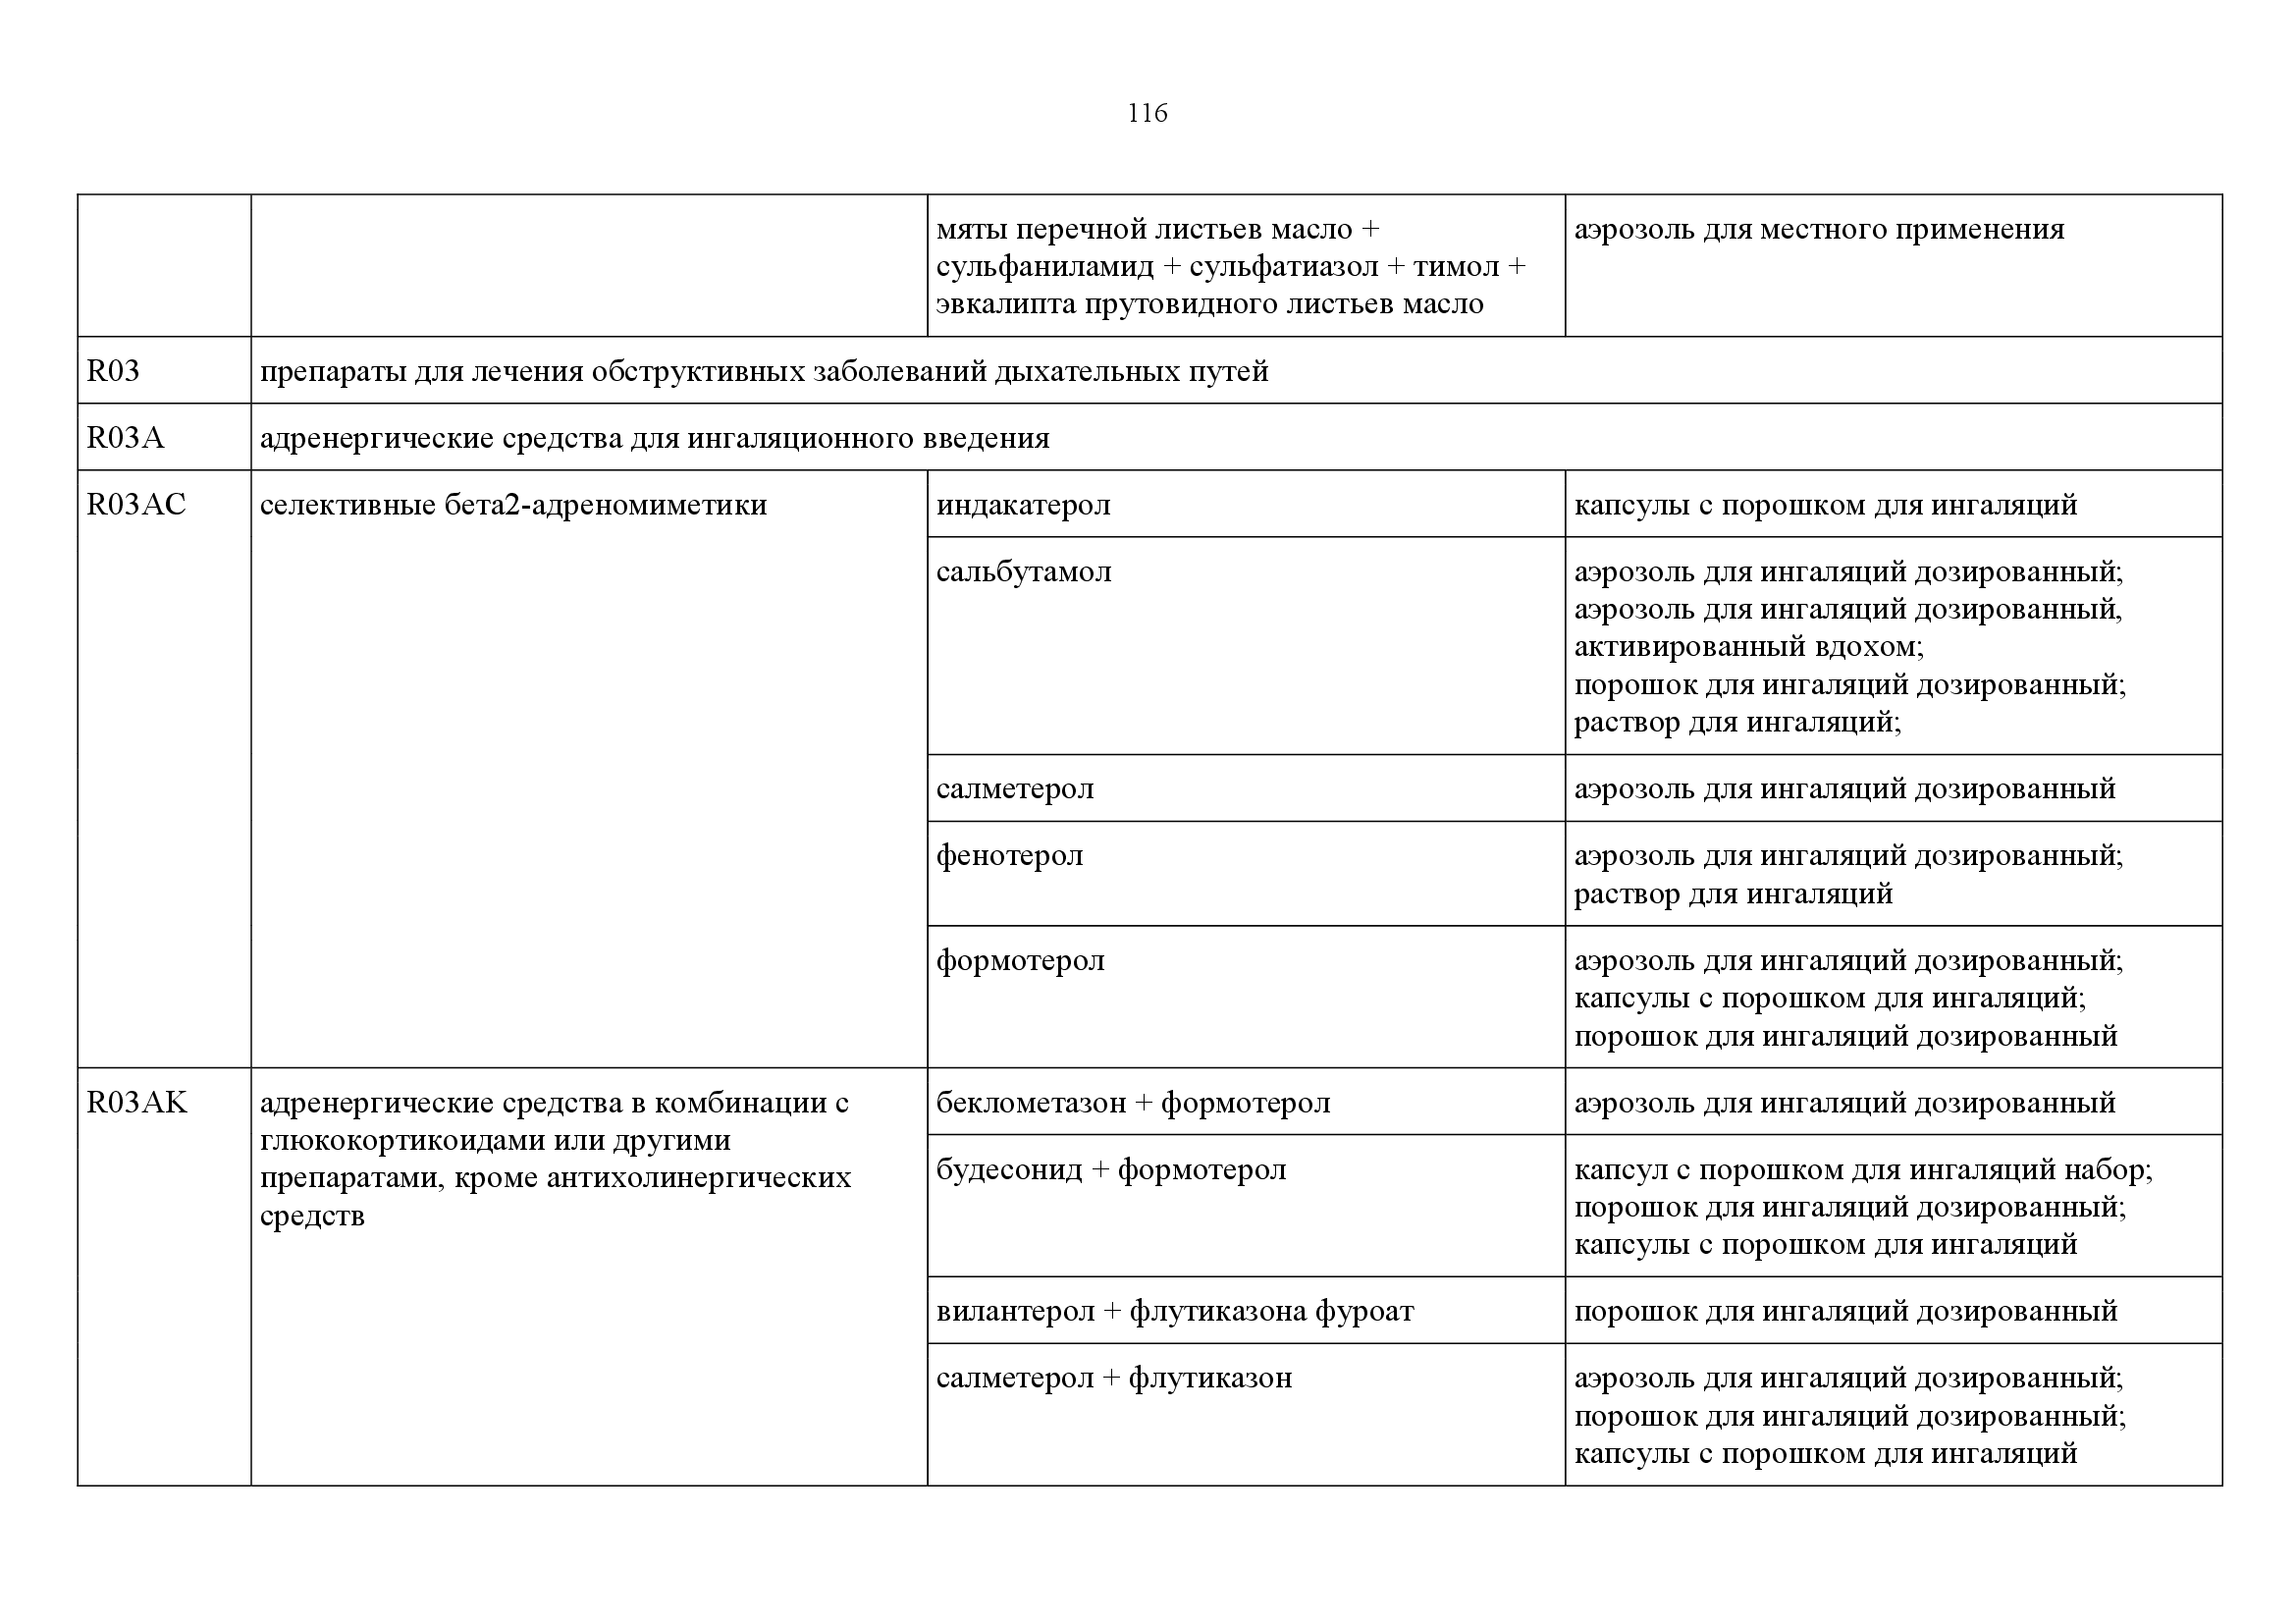 116
мяты перечной листьев масло +
сульфаниламид + сульфатиазол + тимол +
эвкалипта прутовидного листьев масло
аэрозоль для местного применения
R03
препараты для лечения обструктивных заболеваний дыхательных путей
R03A
адренергические средства для ингаляционного введения
R03AC
селективные бета2-адреномиметики
индакатерол
капсулы с порошком для ингаляций
сальбутамол
аэрозоль для ингаляций дозированный;
аэрозоль для ингаляций дозированный,
активированный вдохом;
порошок для ингаляций дозированный;
раствор для ингаляций;
салметерол
аэрозоль для ингаляций дозированный
фенотерол
аэрозоль для ингаляций дозированный;
раствор для ингаляций
формотерол
аэрозоль для ингаляций дозированный;
капсулы с порошком для ингаляций;
порошок для ингаляций дозированный
R03AK
адренергические средства в комбинации с
глюкокортикоидами или другими
препаратами, кроме антихолинергических
средств
беклометазон + формотерол
аэрозоль для ингаляций дозированный
будесонид + формотерол
капсул с порошком для ингаляций набор;
порошок для ингаляций дозированный;
капсулы с порошком для ингаляций
вилантерол + флутиказона фуроат
порошок для ингаляций дозированный
салметерол + флутиказон
аэрозоль для ингаляций дозированный;
порошок для ингаляций дозированный;
капсулы с порошком для ингаляций